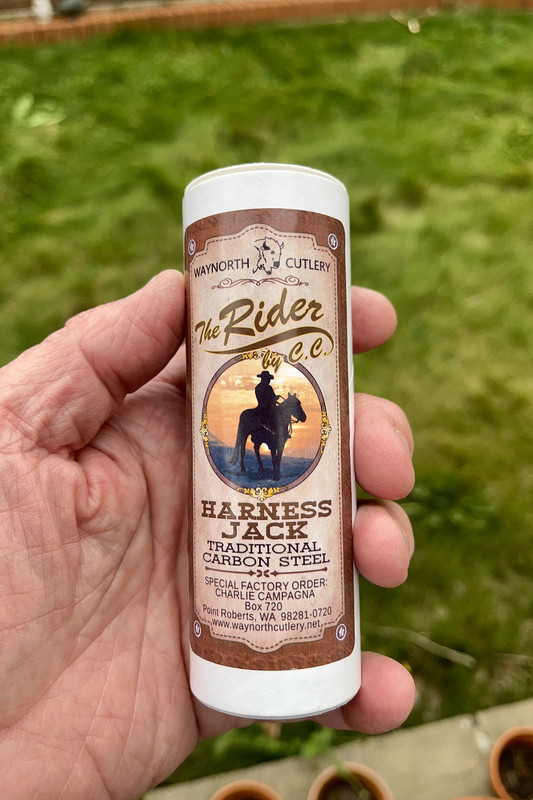 WAYNORTH CUTLERY
The Rider
by C.C.
HARNESS
JACK
TRADITIONAL
CARBON STEEL
SPECIAL FACTORY ORDER:
CHARLIE CAMPAGNA
Box 720
Point Roberts, WA 98281-0720
www.waynorthcutlery.net